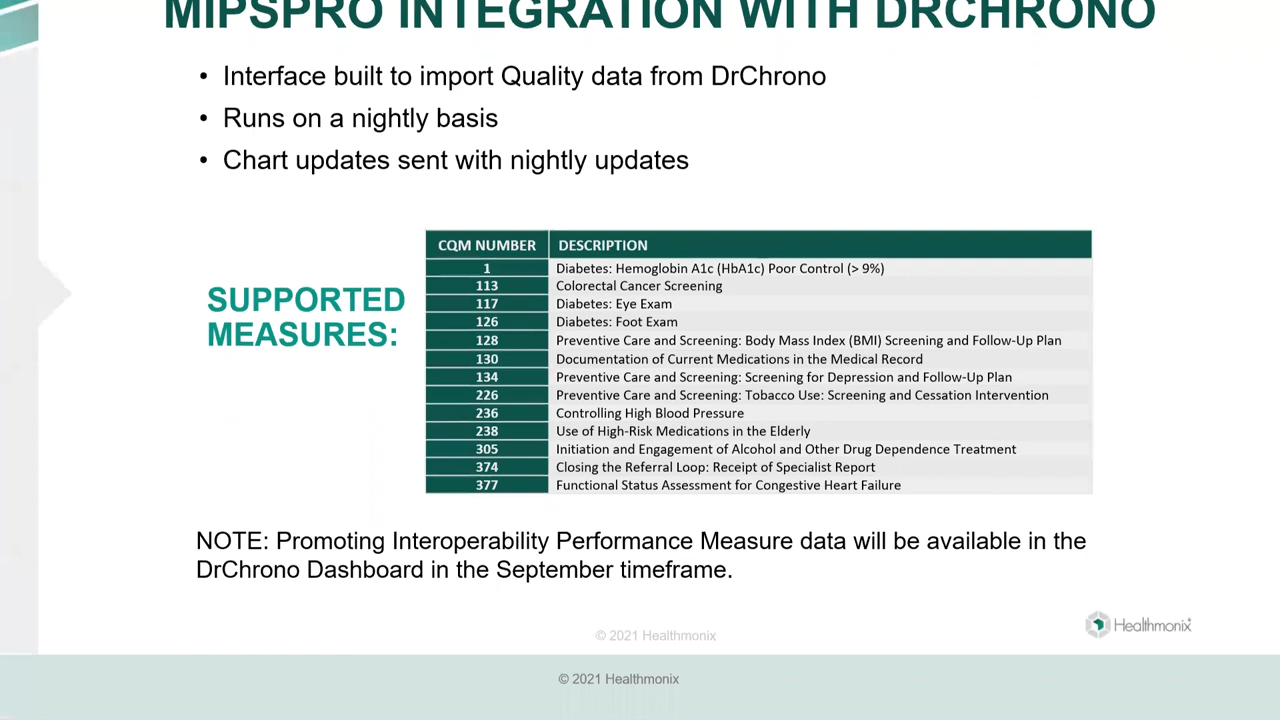 MIPSPRO INTEGRATION WITH DRCHRONO
• Interface built to import Quality data from DrChrono
• Runs on a nightly basis
• Chart updates sent with nightly updates
SUPPORTED
MEASURES:
CQM NUMBER DESCRIPTION
1 Diabetes: Hemoglobin A1c (HbA1c) Poor Control (> 9%)
113 Colorectal Cancer Screening
117 Diabetes: Eye Exam
126 Diabetes: Foot Exam
128 Preventive Care and Screening: Body Mass Index (BMI) Screening and Follow-Up Plan
130 Documentation of Current Medications in the Medical Record
134 Preventive Care and Screening: Screening for Depression and Follow-Up Plan
226 Preventive Care and Screening: Tobacco Use: Screening and Cessation Intervention
236 Controlling High Blood Pressure
238 Use of High-Risk Medications in the Elderly
305 Initiation and Engagement of Alcohol and Other Drug Dependence Treatment
374 Closing the Referral Loop: Receipt of Specialist Report
377 Functional Status Assessment for Congestive Heart Failure
NOTE: Promoting Interoperability Performance Measure data will be available in the
DrChrono Dashboard in the September timeframe.
Healthmonix
© 2021 Healthmonix
© 2021 Healthmonix